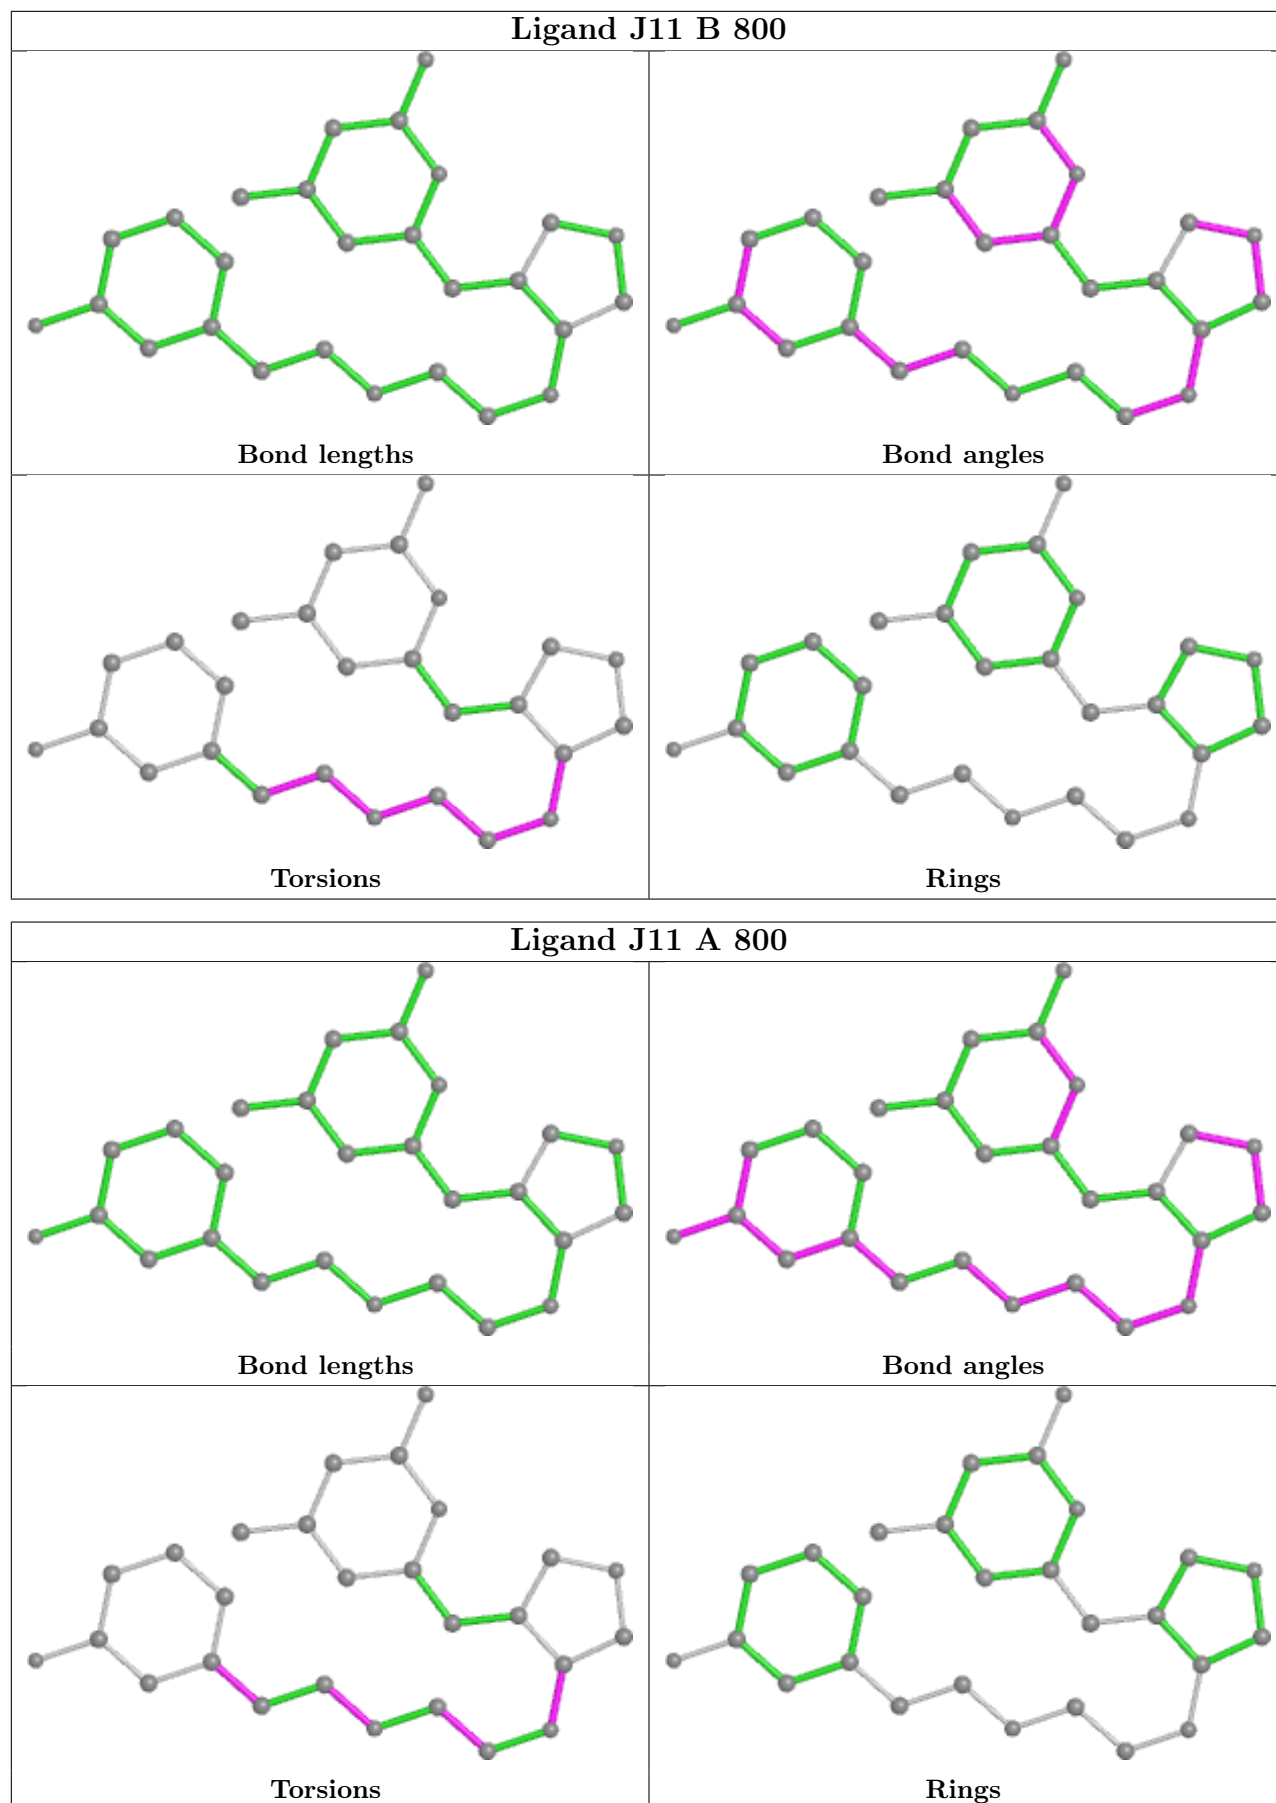 Ligand J11 B 800
Bond lengths
Bond angles
Torsions
Rings
Ligand J11 A 800
Bond lengths
Bond angles
Torsions
Rings